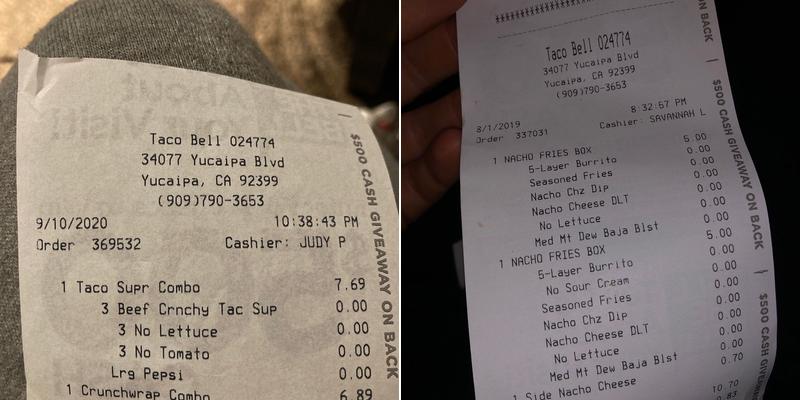 Taco Bell 024774
34077 Yucaipa Blvd
Yucaipa, CA 92399
(909)790-3653
9/10/2020 10:38:43 PM
Order 369532 Cashier: JUDY P
1 Taco Supr Combo 7.69
3 Beef Crnchy Tac Sup 0.00
3 No Lettuce 0.00
3 No Tomato 0.00
Lrg Pepsi 0.00
1 Crunchwrap Combo 6.89
$500 CASH GIVEAWAY ON BACK
Taco Bell 024774
34077 Yucaipa Blvd
Yucaipa, CA 92399
(909)790-3653
8/1/2019 8:32:57 PM
Order 337031 Cashier: SAVANNAH L
1 NACHO FRIES BOX 5.00
5-Layer Burrito 0.00
Seasoned Fries 0.00
Nacho Chz Dip 0.00
Nacho Cheese DLT 0.00
No Lettuce 0.00
Med Mt Dew Baja Blst 0.00
1 NACHO FRIES BOX 5.00
5-Layer Burrito 0.00
No Sour Cream 0.00
Seasoned Fries 0.00
Nacho Chz Dip 0.00
Nacho Cheese DLT 0.00
No Lettuce 0.00
Med Mt Dew Baja Blst 0.00
1 Side Nacho Cheese 0.70
10.70
0.83
ON BACK
$500 CASH GIVEAWAY ON BACK
$500 CASH